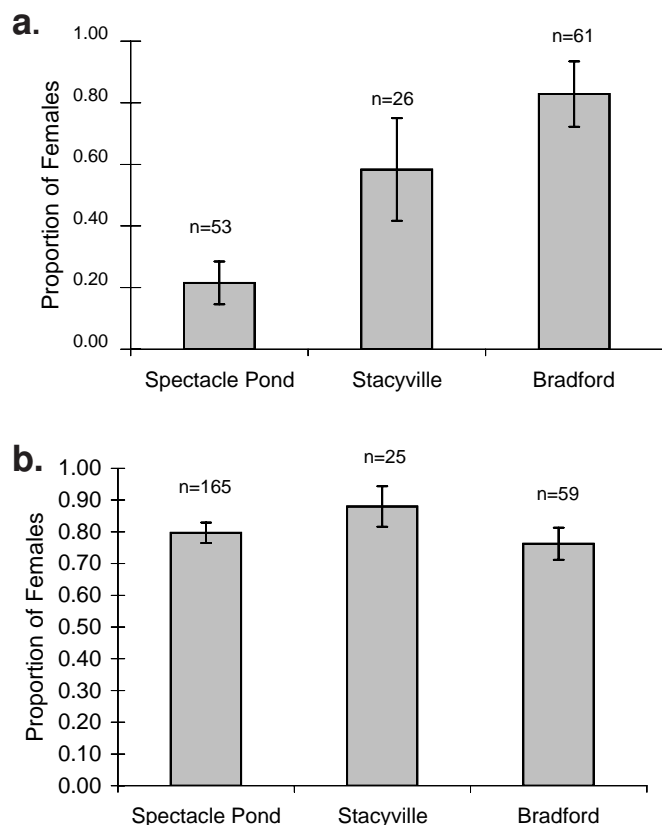 a.
Proportion of Females
1.00
0.80
0.60
0.40
0.20
0.00
n=53
n=26
n=61
Spectacle Pond Stacyville Bradford
b.
Proportion of Females
1.00
0.90
0.80
0.70
0.60
0.50
0.40
0.30
0.20
0.10
0.00
n=165
n=25
n=59
Spectacle Pond Stacyville Bradford